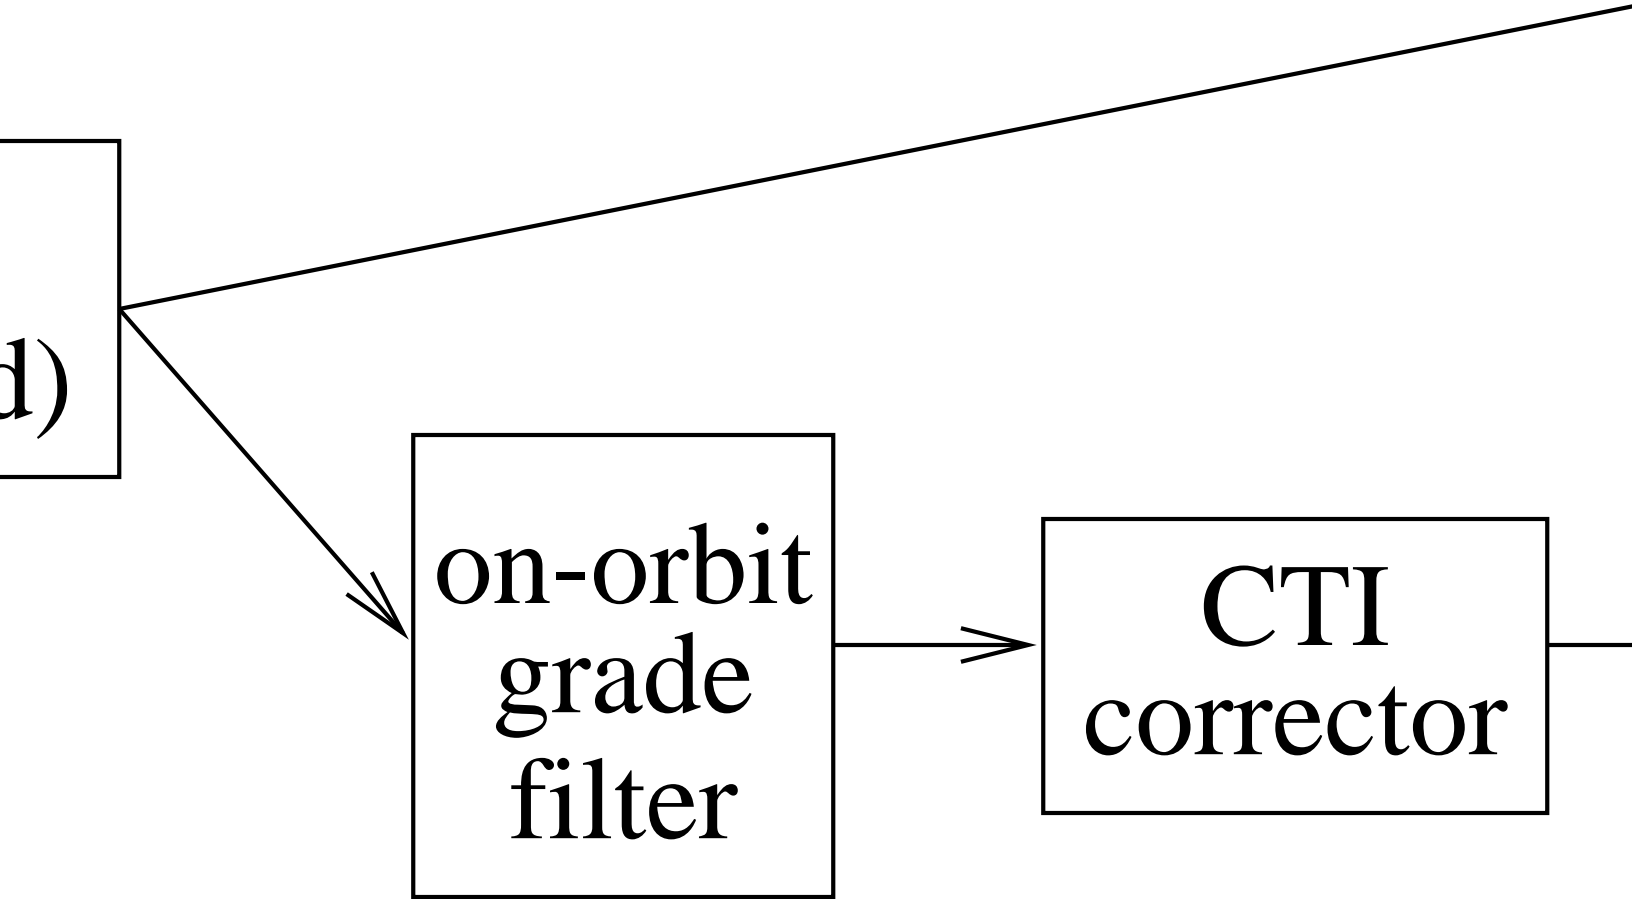 d)
on-orbit
grade
filter
CTI
corrector